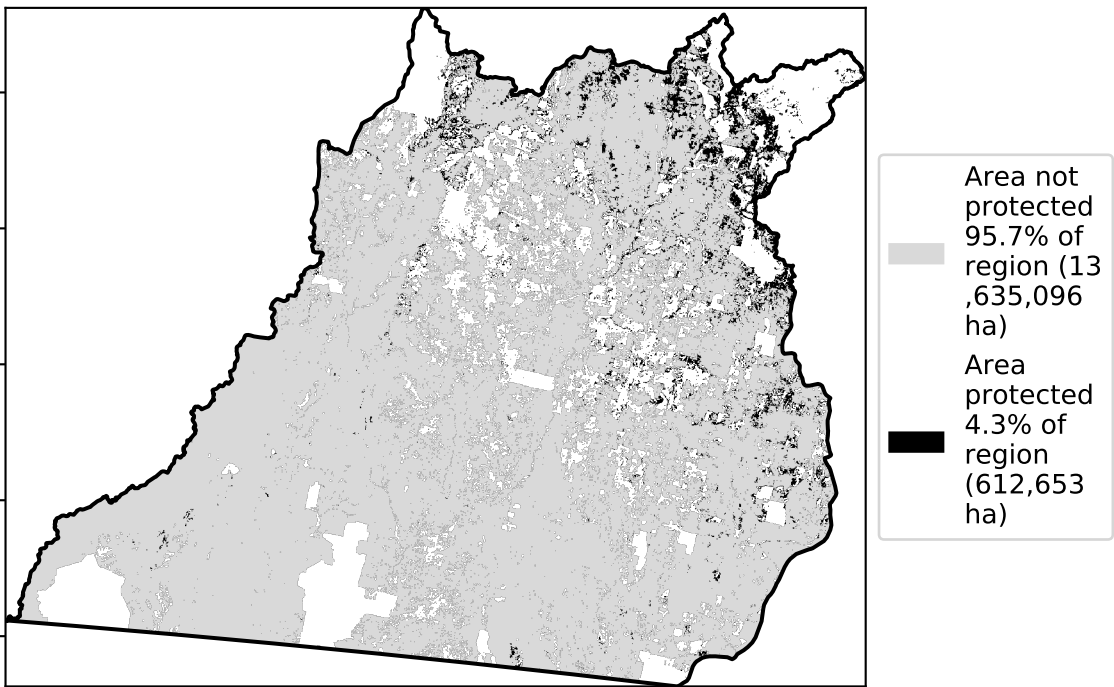 Area not
protected
95.7% of
region (13
,635,096
ha)
Area
protected
4.3% of
region
(612,653
ha)